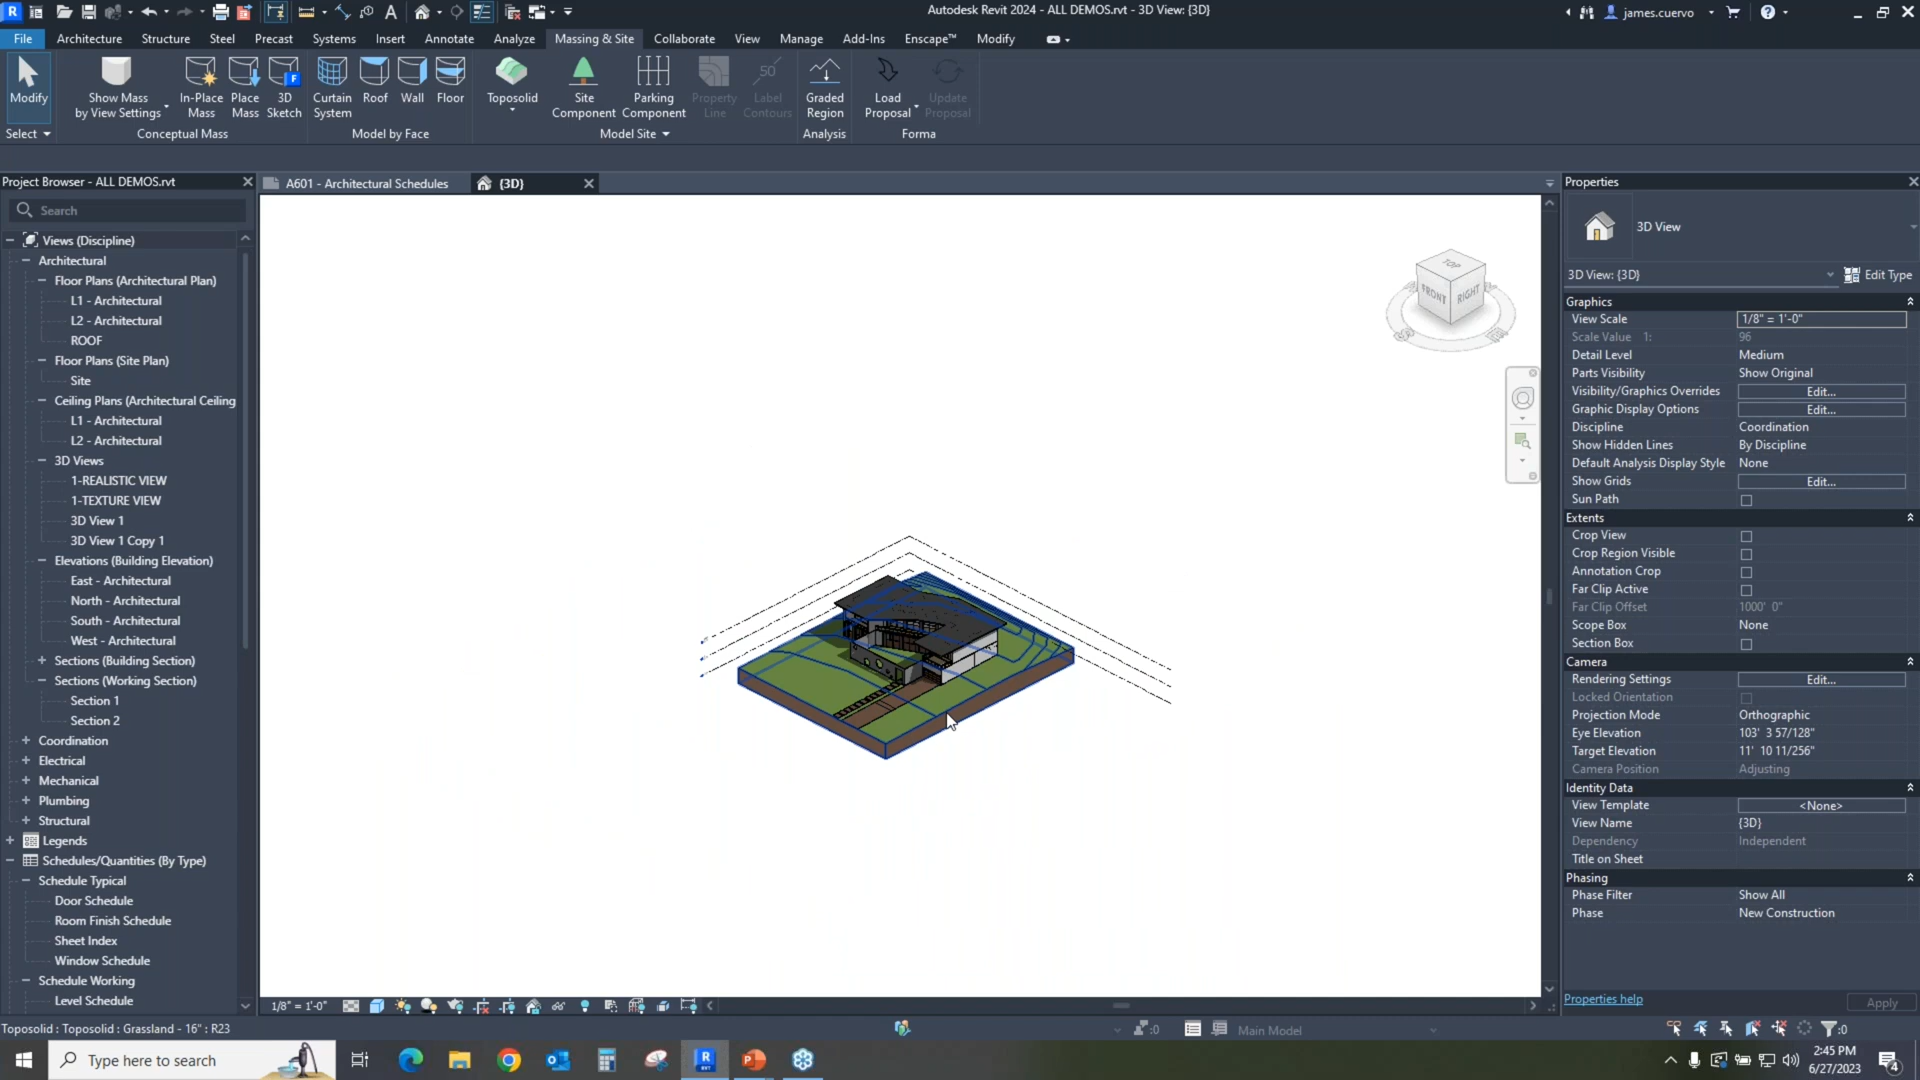 Autodesk Revit 2024 - ALL DEMOS.rvt - 3D View: {3D}
james.cuervo
File Architecture Structure Steel Precast Systems Insert Annotate Analyze Massing & Site Collaborate View Manage Add-Ins Enscape™ Modify
Modify
Show Mass by View Settings
In-Place Mass
Place Mass
3D Sketch
Curtain System
Roof
Wall
Floor
Toposolid
Site Component
Parking Component
Property Line
Label Contours
Graded Region
Load Proposal
Update Proposal
Select
Conceptual Mass
Model by Face
Model Site
Analysis
Forma
Project Browser - ALL DEMOS.rvt
Search
Views (Discipline)
Architectural
Floor Plans (Architectural Plan)
L1 - Architectural
L2 - Architectural
ROOF
Floor Plans (Site Plan)
Site
Ceiling Plans (Architectural Ceiling
L1 - Architectural
L2 - Architectural
3D Views
1-REALISTIC VIEW
1-TEXTURE VIEW
3D View 1
3D View 1 Copy 1
Elevations (Building Elevation)
East - Architectural
North - Architectural
South - Architectural
West - Architectural
Sections (Building Section)
Sections (Working Section)
Section 1
Section 2
Coordination
Electrical
Mechanical
Plumbing
Structural
Legends
Schedules/Quantities (By Type)
Schedule Typical
Door Schedule
Room Finish Schedule
Sheet Index
Window Schedule
Schedule Working
Level Schedule
A601 - Architectural Schedules
{3D}
TOP
FRONT
RIGHT
1/8" = 1'-0"
Properties
3D View
3D View: {3D}
Edit Type
Graphics
View Scale 1/8" = 1'-0"
Scale Value 1: 96
Detail Level Medium
Parts Visibility Show Original
Visibility/Graphics Overrides Edit...
Graphic Display Options Edit...
Discipline Coordination
Show Hidden Lines By Discipline
Default Analysis Display Style None
Show Grids Edit...
Sun Path
Extents
Crop View
Crop Region Visible
Annotation Crop
Far Clip Active
Far Clip Offset 1000' 0"
Scope Box None
Section Box
Camera
Rendering Settings Edit...
Locked Orientation
Projection Mode Orthographic
Eye Elevation 103' 3 57/128"
Target Elevation 11' 10 11/256"
Camera Position Adjusting
Identity Data
View Template <None>
View Name {3D}
Dependency Independent
Title on Sheet
Phasing
Phase Filter Show All
Phase New Construction
Properties help
Apply
Toposolid : Toposolid : Grassland - 16" : R23
:0
Main Model
:0
Type here to search
2:45 PM
6/27/2023
4